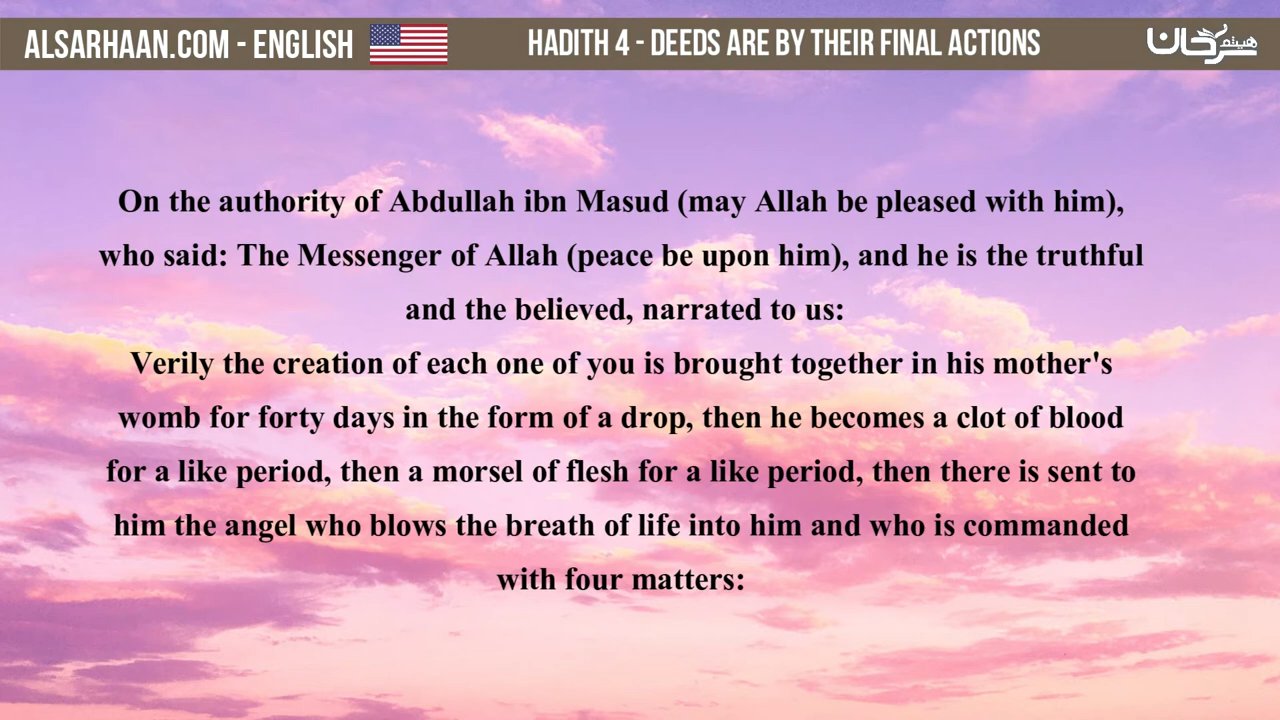 ALSARHAAN.COM - ENGLISH
HADITH 4 - DEEDS ARE BY THEIR FINAL ACTIONS
هيثم سرحان
On the authority of Abdullah ibn Masud (may Allah be pleased with him),
who said: The Messenger of Allah (peace be upon him), and he is the truthful
and the believed, narrated to us:
Verily the creation of each one of you is brought together in his mother's
womb for forty days in the form of a drop, then he becomes a clot of blood
for a like period, then a morsel of flesh for a like period, then there is sent to
him the angel who blows the breath of life into him and who is commanded
with four matters: